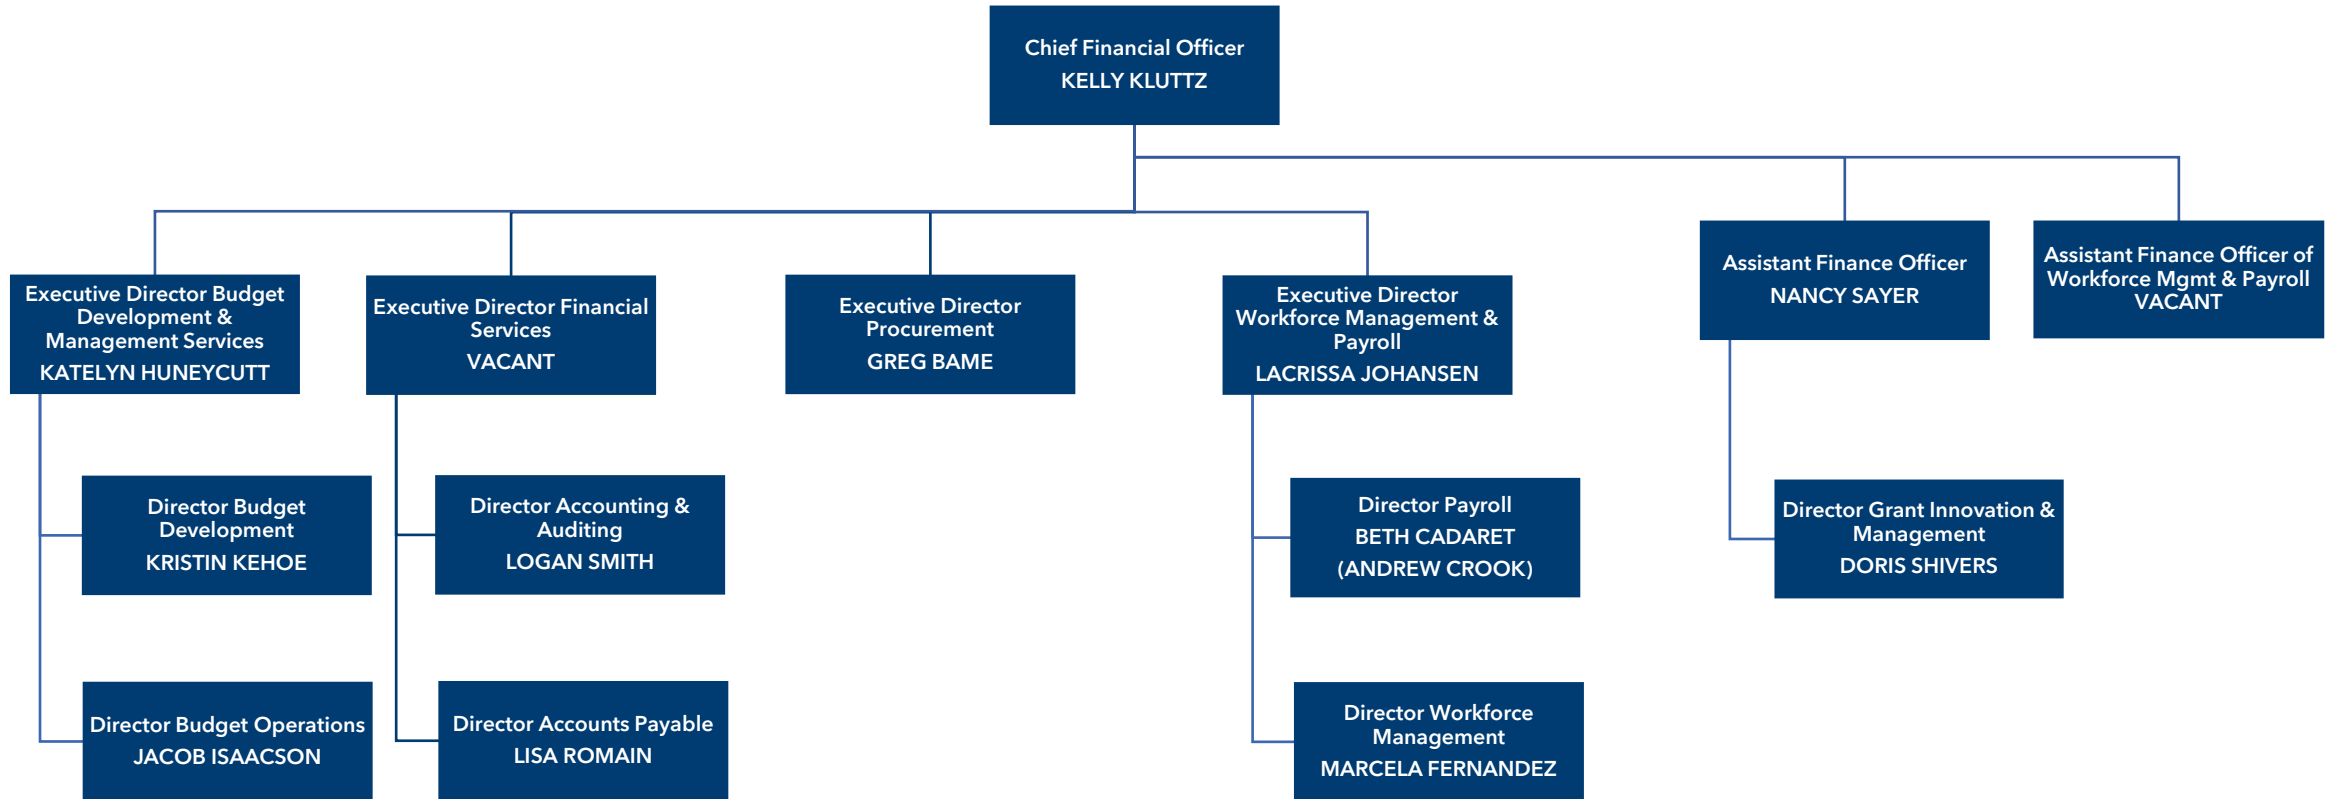 Chief Financial Officer
KELLY KLUTTZ
Executive Director Budget
Development &
Management Services
KATELYN HUNEYCUTT
Executive Director Financial
Services
VACANT
Executive Director
Procurement
GREG BAME
Executive Director
Workforce Management &
Payroll
LACRISSA JOHANSEN
Assistant Finance Officer
NANCY SAYER
Assistant Finance Officer of
Workforce Mgmt & Payroll
VACANT
Director Budget
Development
KRISTIN KEHOE
Director Accounting &
Auditing
LOGAN SMITH
Director Payroll
BETH CADARET
(ANDREW CROOK)
Director Grant Innovation &
Management
DORIS SHIVERS
Director Budget Operations
JACOB ISAACSON
Director Accounts Payable
LISA ROMAIN
Director Workforce
Management
MARCELA FERNANDEZ